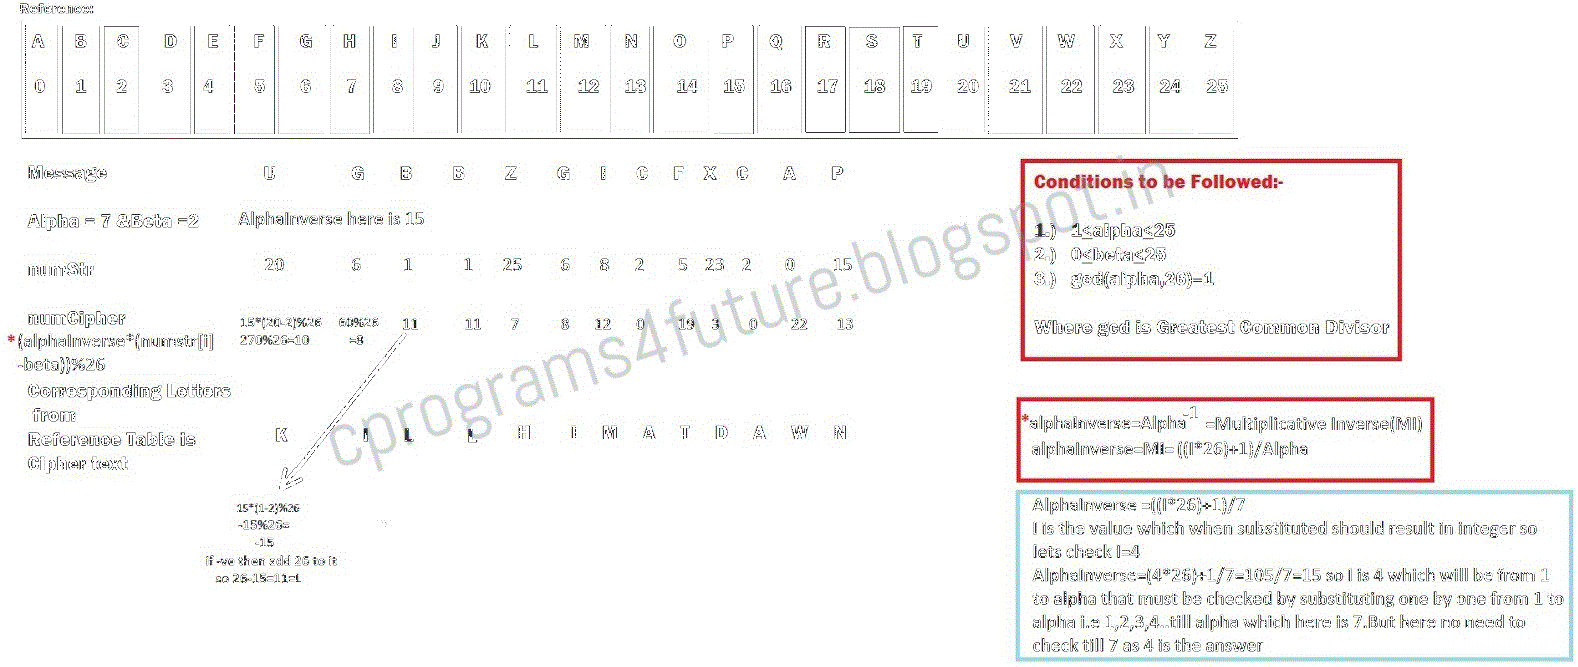 Reference:
A B C D E F G H I J K L M N O P Q R S T U V W X Y Z
0 1 2 3 4 5 6 7 8 9 10 11 12 13 14 15 16 17 18 19 20 21 22 23 24 25
Message U G B B Z G I C F X C A P
Alpha = 7 &Beta =2 AlphaInverse here is 15
numStr 20 6 1 1 25 6 8 2 5 23 2 0 15
numCipher 15*(20-2)%26 60%26 11 11 7 8 12 0 19 3 0 22 13
*(alphaInverse*(numstr[i] 270%26=10 =8
-beta))%26
Corresponding Letters
from
Reference Table is K I L L H I M A T D A W N
Cipher text
15*(1-2)%26
-15%26=
-15
if -ve then add 26 to it
so 26-15=11=L
Conditions to be Followed:-
1.) 1≤alpha≤25
2.) 0≤beta≤25
3.) gcd(alpha,26)=1
Where gcd is Greatest Common Divisor
*alphaInverse=Alpha-1 =Multiplicative Inverse(MI)
alphaInverse=MI= ((I*26)+1)/Alpha
AlphaInverse =((I*26)+1)/7
I is the value which when substituted should result in integer so
lets check I=4
AlphaInverse=(4*26)+1/7=105/7=15 so I is 4 which will be from 1
to alpha that must be checked by substituting one by one from 1 to
alpha i.e 1,2,3,4..till alpha which here is 7.But here no need to
check till 7 as 4 is the answer
cprograms4future.blogspot.in